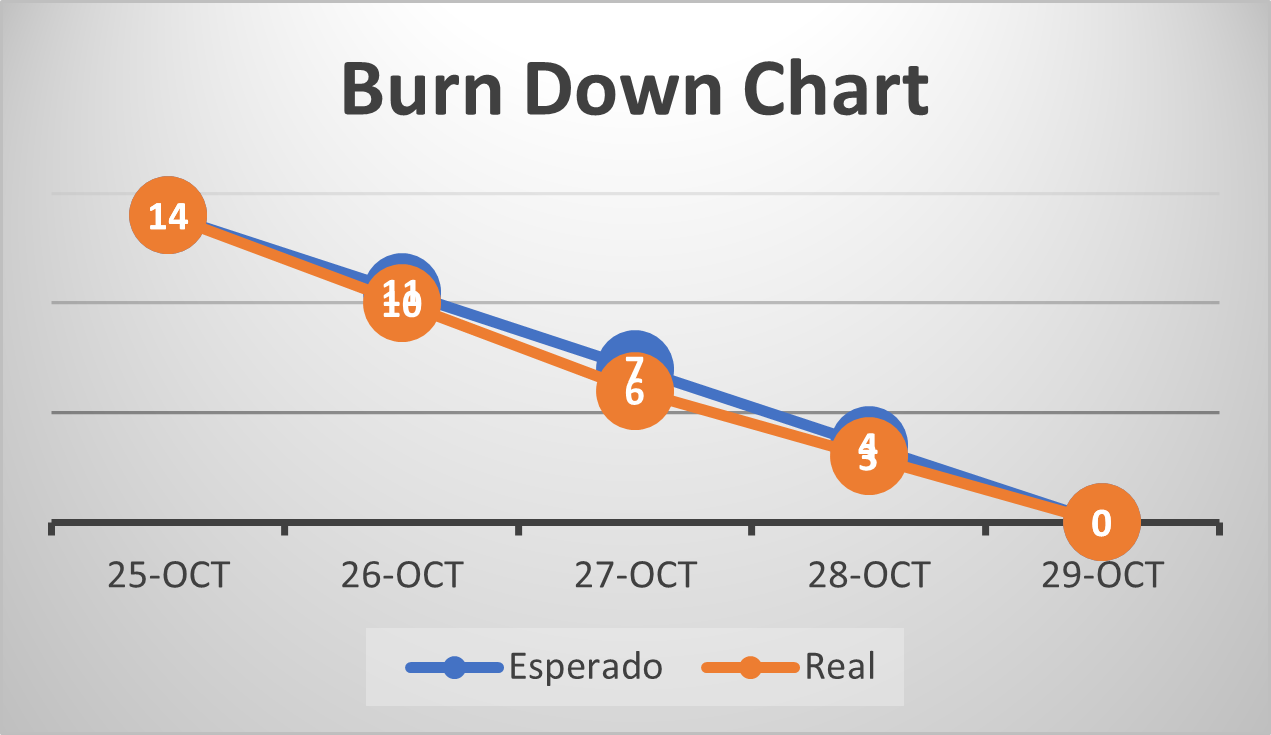 Burn Down Chart
14
11
10
7
6
4
3
0
25-OCT
26-OCT
27-OCT
28-OCT
29-OCT
Esperado
Real